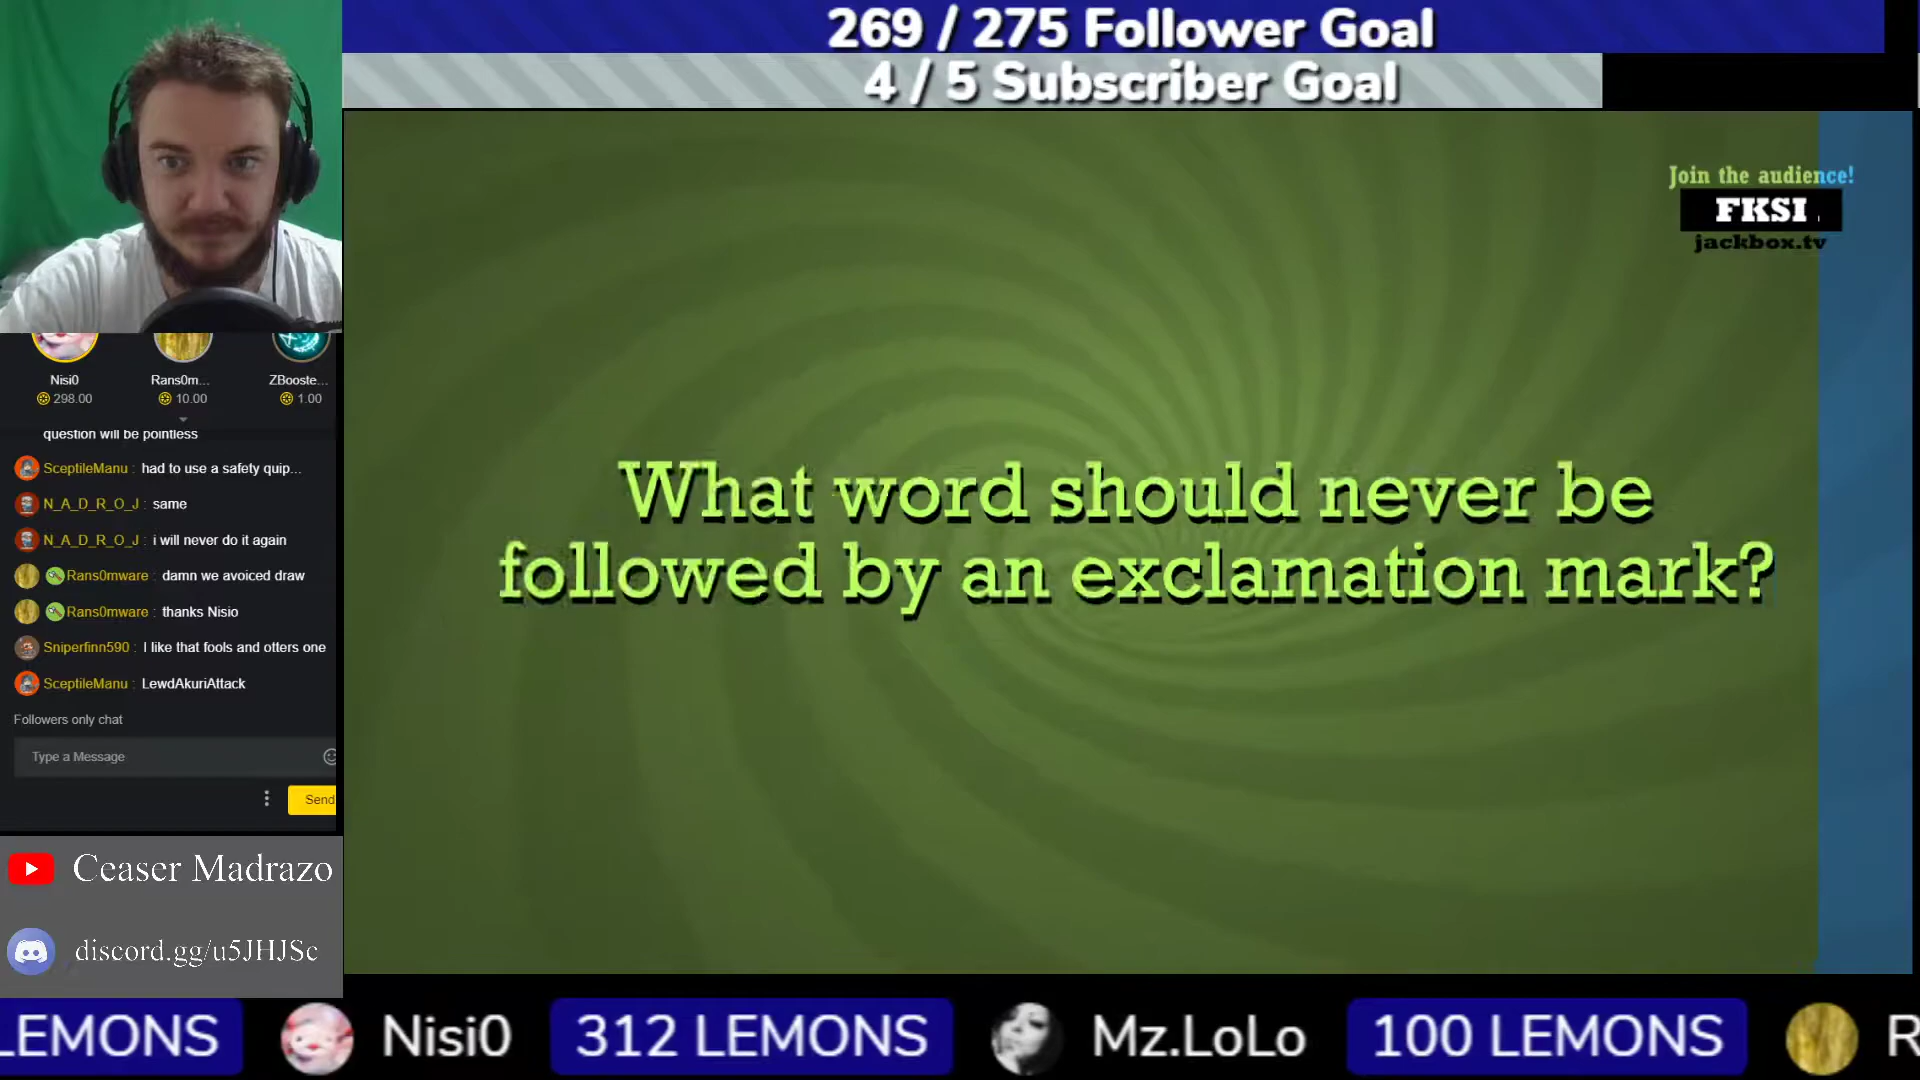 269 / 275 Follower Goal
4 / 5 Subscriber Goal
Join the audience!
FKSI
jackbox.tv
What word should never be
followed by an exclamation mark?
Nisi0
Rans0m...
ZBooste...
298.00
10.00
1.00
question will be pointless
SceptileManu : had to use a safety quip...
N_A_D_R_O_J : same
N_A_D_R_O_J : i will never do it again
Rans0mware : damn we avoiced draw
Rans0mware : thanks Nisio
Sniperfinn590 : I like that fools and otters one
SceptileManu : LewdAkuriAttack
Followers only chat
Type a Message
Send
Ceaser Madrazo
discord.gg/u5JHJSc
LEMONS Nisi0 312 LEMONS Mz.LoLo 100 LEMONS R